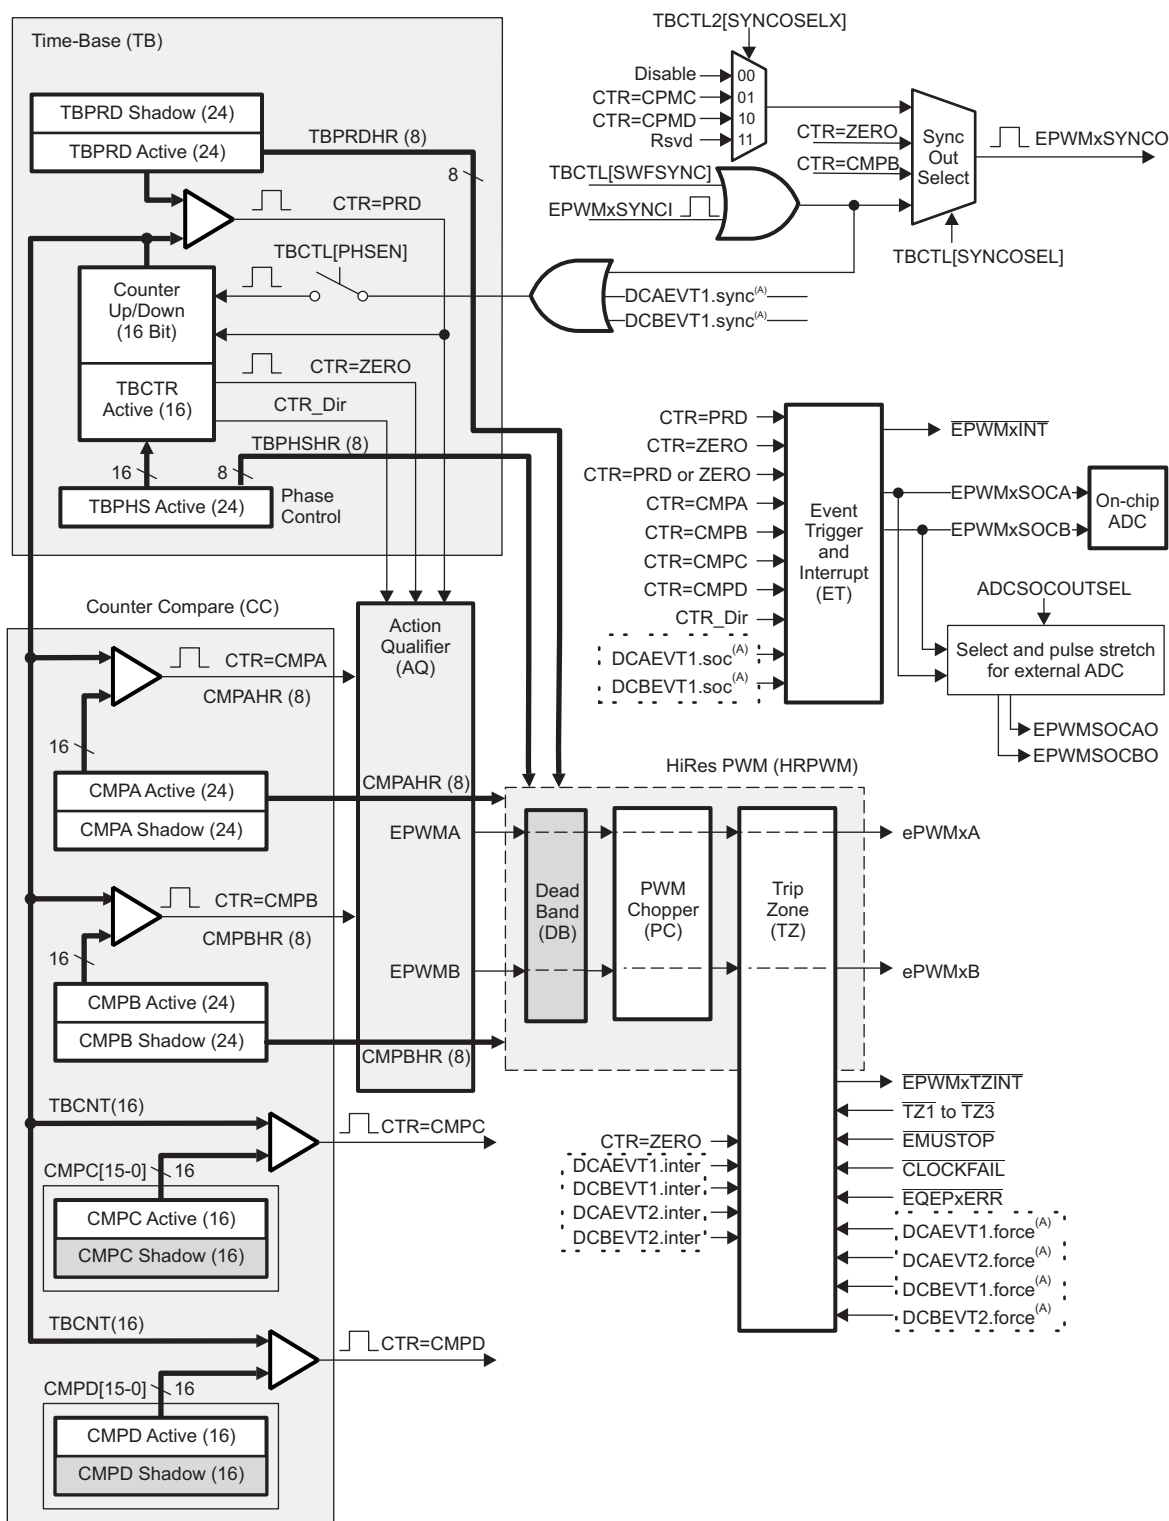 TBCTL2[SYNCOSELX]
Time-Base (TB)
Disable
00
CTR=CPMC
01
CTR=CPMD
10
Rsvd
11
TBPRD Shadow (24)
TBPRD Active (24)
TBPRDHR (8)
8
CTR=ZERO
CTR=CMPB
Sync
Out
Select
EPWMxSYNCO
TBCTL[SWFSYNC]
EPWMxSYNCI
TBCTL[SYNCOSEL]
CTR=PRD
TBCTL[PHSEN]
DCAEVT1.sync(A)
DCBEVT1.sync(A)
Counter
Up/Down
(16 Bit)
TBCTR
Active (16)
CTR=ZERO
CTR_Dir
TBPHSHR (8)
16
8
TBPHS Active (24)
Phase
Control
CTR=PRD
CTR=ZERO
CTR=PRD or ZERO
CTR=CMPA
CTR=CMPB
CTR=CMPC
CTR=CMPD
CTR_Dir
DCAEVT1.soc(A)
DCBEVT1.soc(A)
Event
Trigger
and
Interrupt
(ET)
EPWMxINT
EPWMxSOCA
EPWMxSOCB
On-chip
ADC
ADCSOCOUTSEL
Select and pulse stretch
for external ADC
EPWMSOCAO
EPWMSOCBO
Counter Compare (CC)
Action
Qualifier
(AQ)
CTR=CMPA
CMPAHR (8)
16
CMPA Active (24)
CMPA Shadow (24)
CMPAHR (8)
HiRes PWM (HRPWM)
EPWMA
ePWMxA
CTR=CMPB
CMPBHR (8)
16
Dead
Band
(DB)
PWM
Chopper
(PC)
Trip
Zone
(TZ)
EPWMB
ePWMxB
CMPB Active (24)
CMPB Shadow (24)
CMPBHR (8)
EPWMxTZINT
TZ1 to TZ3
EMUSTOP
CLOCKFAIL
EQEPxERR
DCAEVT1.force(A)
DCAEVT2.force(A)
DCBEVT1.force(A)
DCBEVT2.force(A)
CTR=ZERO
DCAEVT1.inter
DCBEVT1.inter
DCAEVT2.inter
DCBEVT2.inter
TBCNT(16)
CTR=CMPC
CMPC[15-0]
16
CMPC Active (16)
CMPC Shadow (16)
TBCNT(16)
CTR=CMPD
CMPD[15-0]
16
CMPD Active (16)
CMPD Shadow (16)